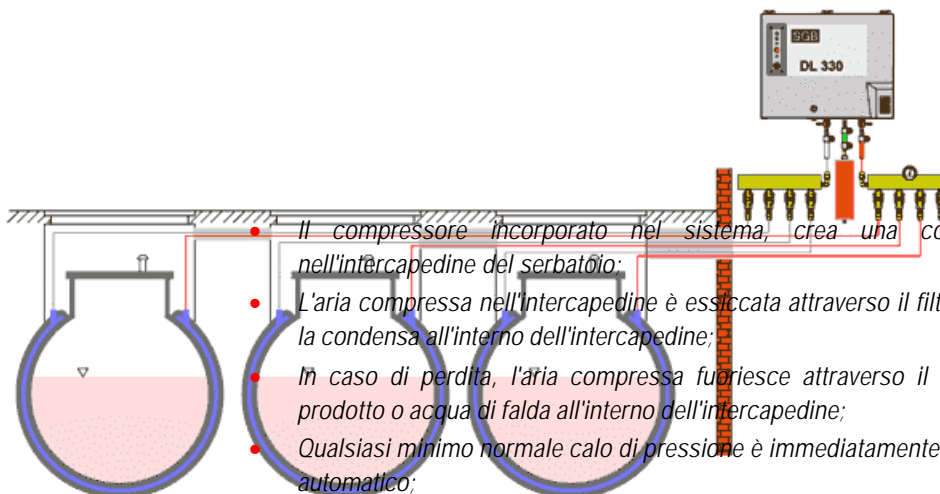 SGB
DL 330
Il compressore incorporato nel sistema, crea una co
nell'intercapedine del serbatoio;
L'aria compressa nell'intercapedine è essiccata attraverso il filt
la condensa all'interno dell'intercapedine;
In caso di perdita, l'aria compressa fuoriesce attraverso il
prodotto o acqua di falda all'interno dell'intercapedine;
Qualsiasi minimo normale calo di pressione è immediatamente
automatico;